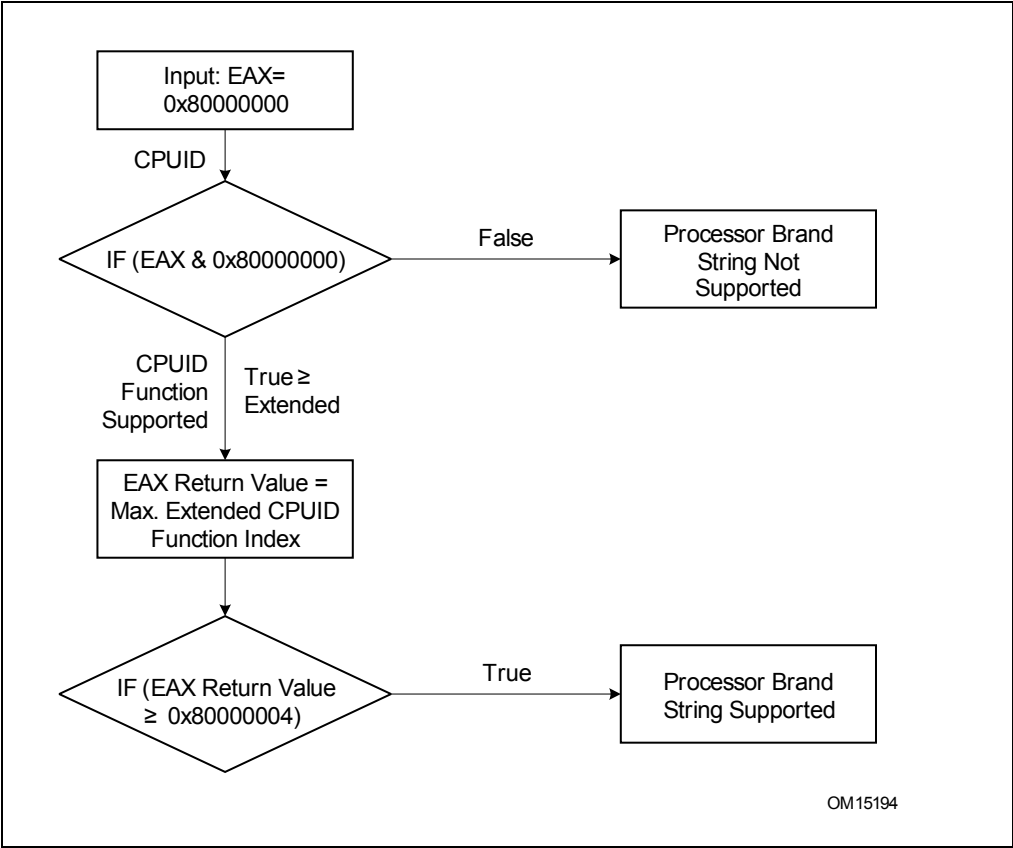 Input: EAX=
0x80000000
CPUID
IF (EAX & 0x80000000)
False
Processor Brand
String Not
Supported
CPUID
Function
Supported
True ≥
Extended
EAX Return Value =
Max. Extended CPUID
Function Index
IF (EAX Return Value
≥ 0x80000004)
True
Processor Brand
String Supported
OM15194